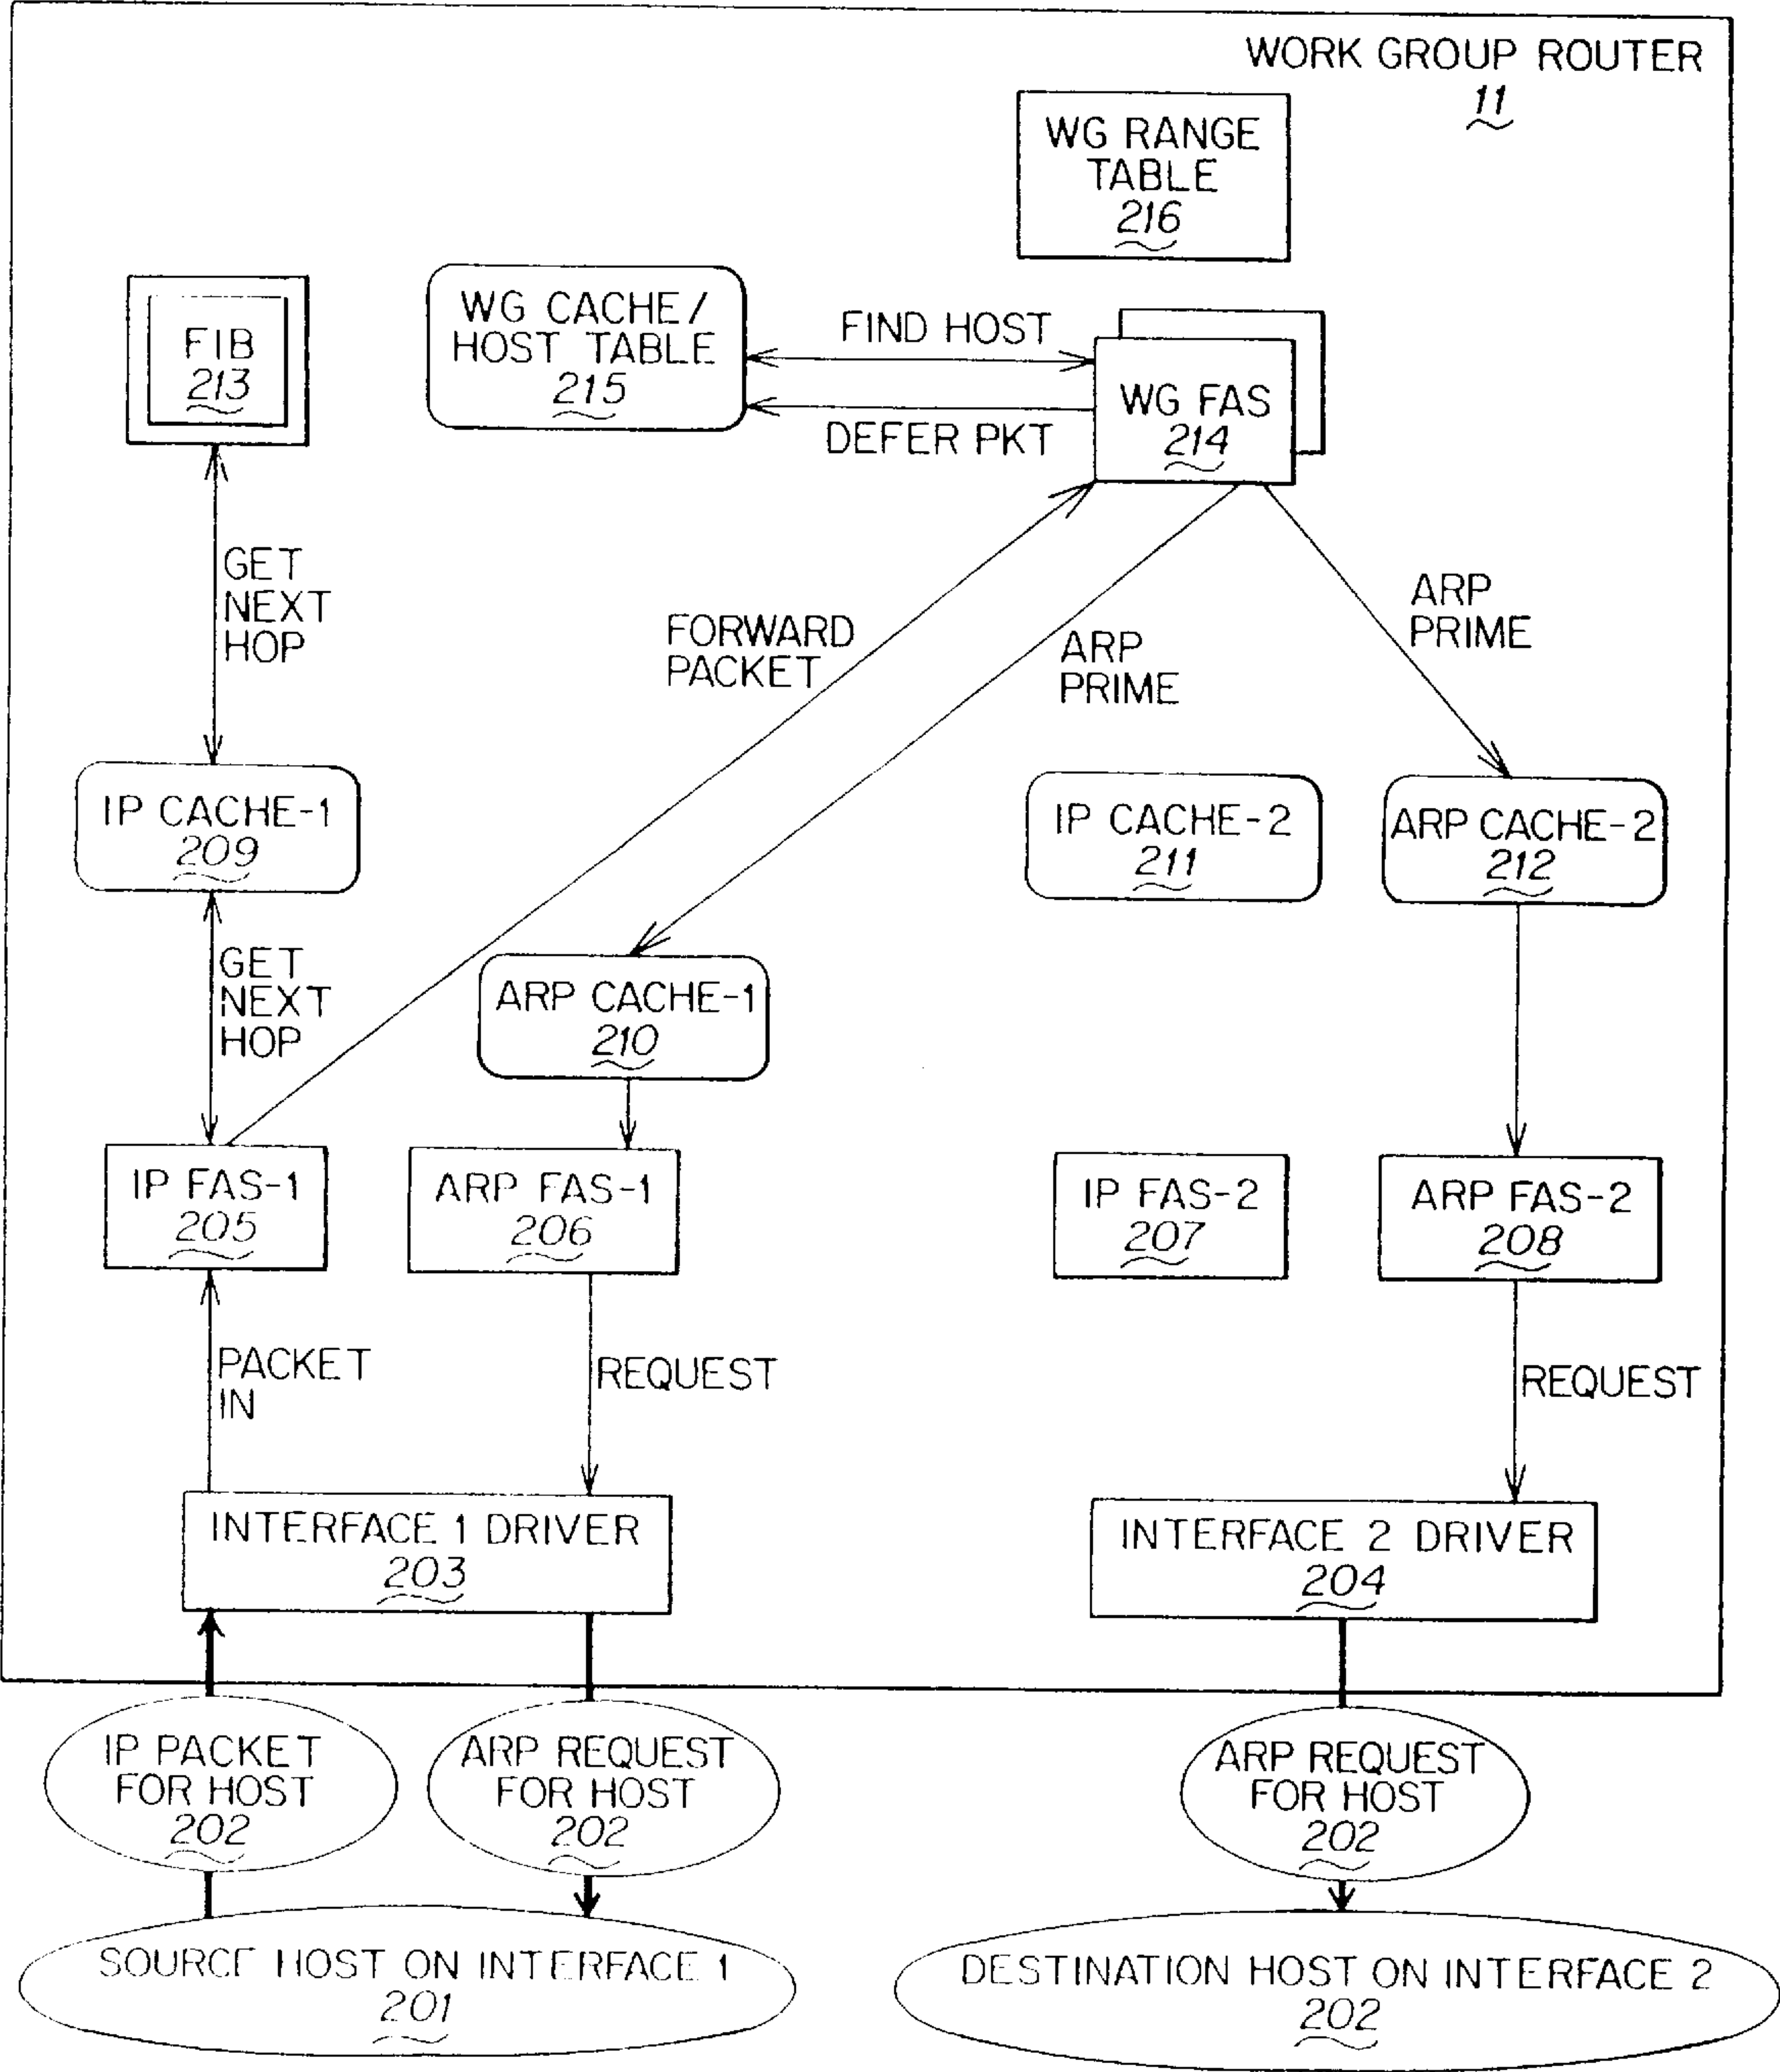 WORK GROUP ROUTER
11
WG RANGE
TABLE
216
FIB
213
WG CACHE/
HOST TABLE
215
FIND HOST
DEFER PKT
WG FAS
214
GET
NEXT
HOP
FORWARD
PACKET
ARP
PRIME
ARP
PRIME
IP CACHE-1
209
IP CACHE-2
211
ARP CACHE-2
212
GET
NEXT
HOP
ARP CACHE-1
210
IP FAS-1
205
ARP FAS-1
206
IP FAS-2
207
ARP FAS-2
208
PACKET
IN
REQUEST
REQUEST
INTERFACE 1 DRIVER
203
INTERFACE 2 DRIVER
204
IP PACKET
FOR HOST
202
ARP REQUEST
FOR HOST
202
ARP REQUEST
FOR HOST
202
SOURCE HOST ON INTERFACE 1
201
DESTINATION HOST ON INTERFACE 2
202